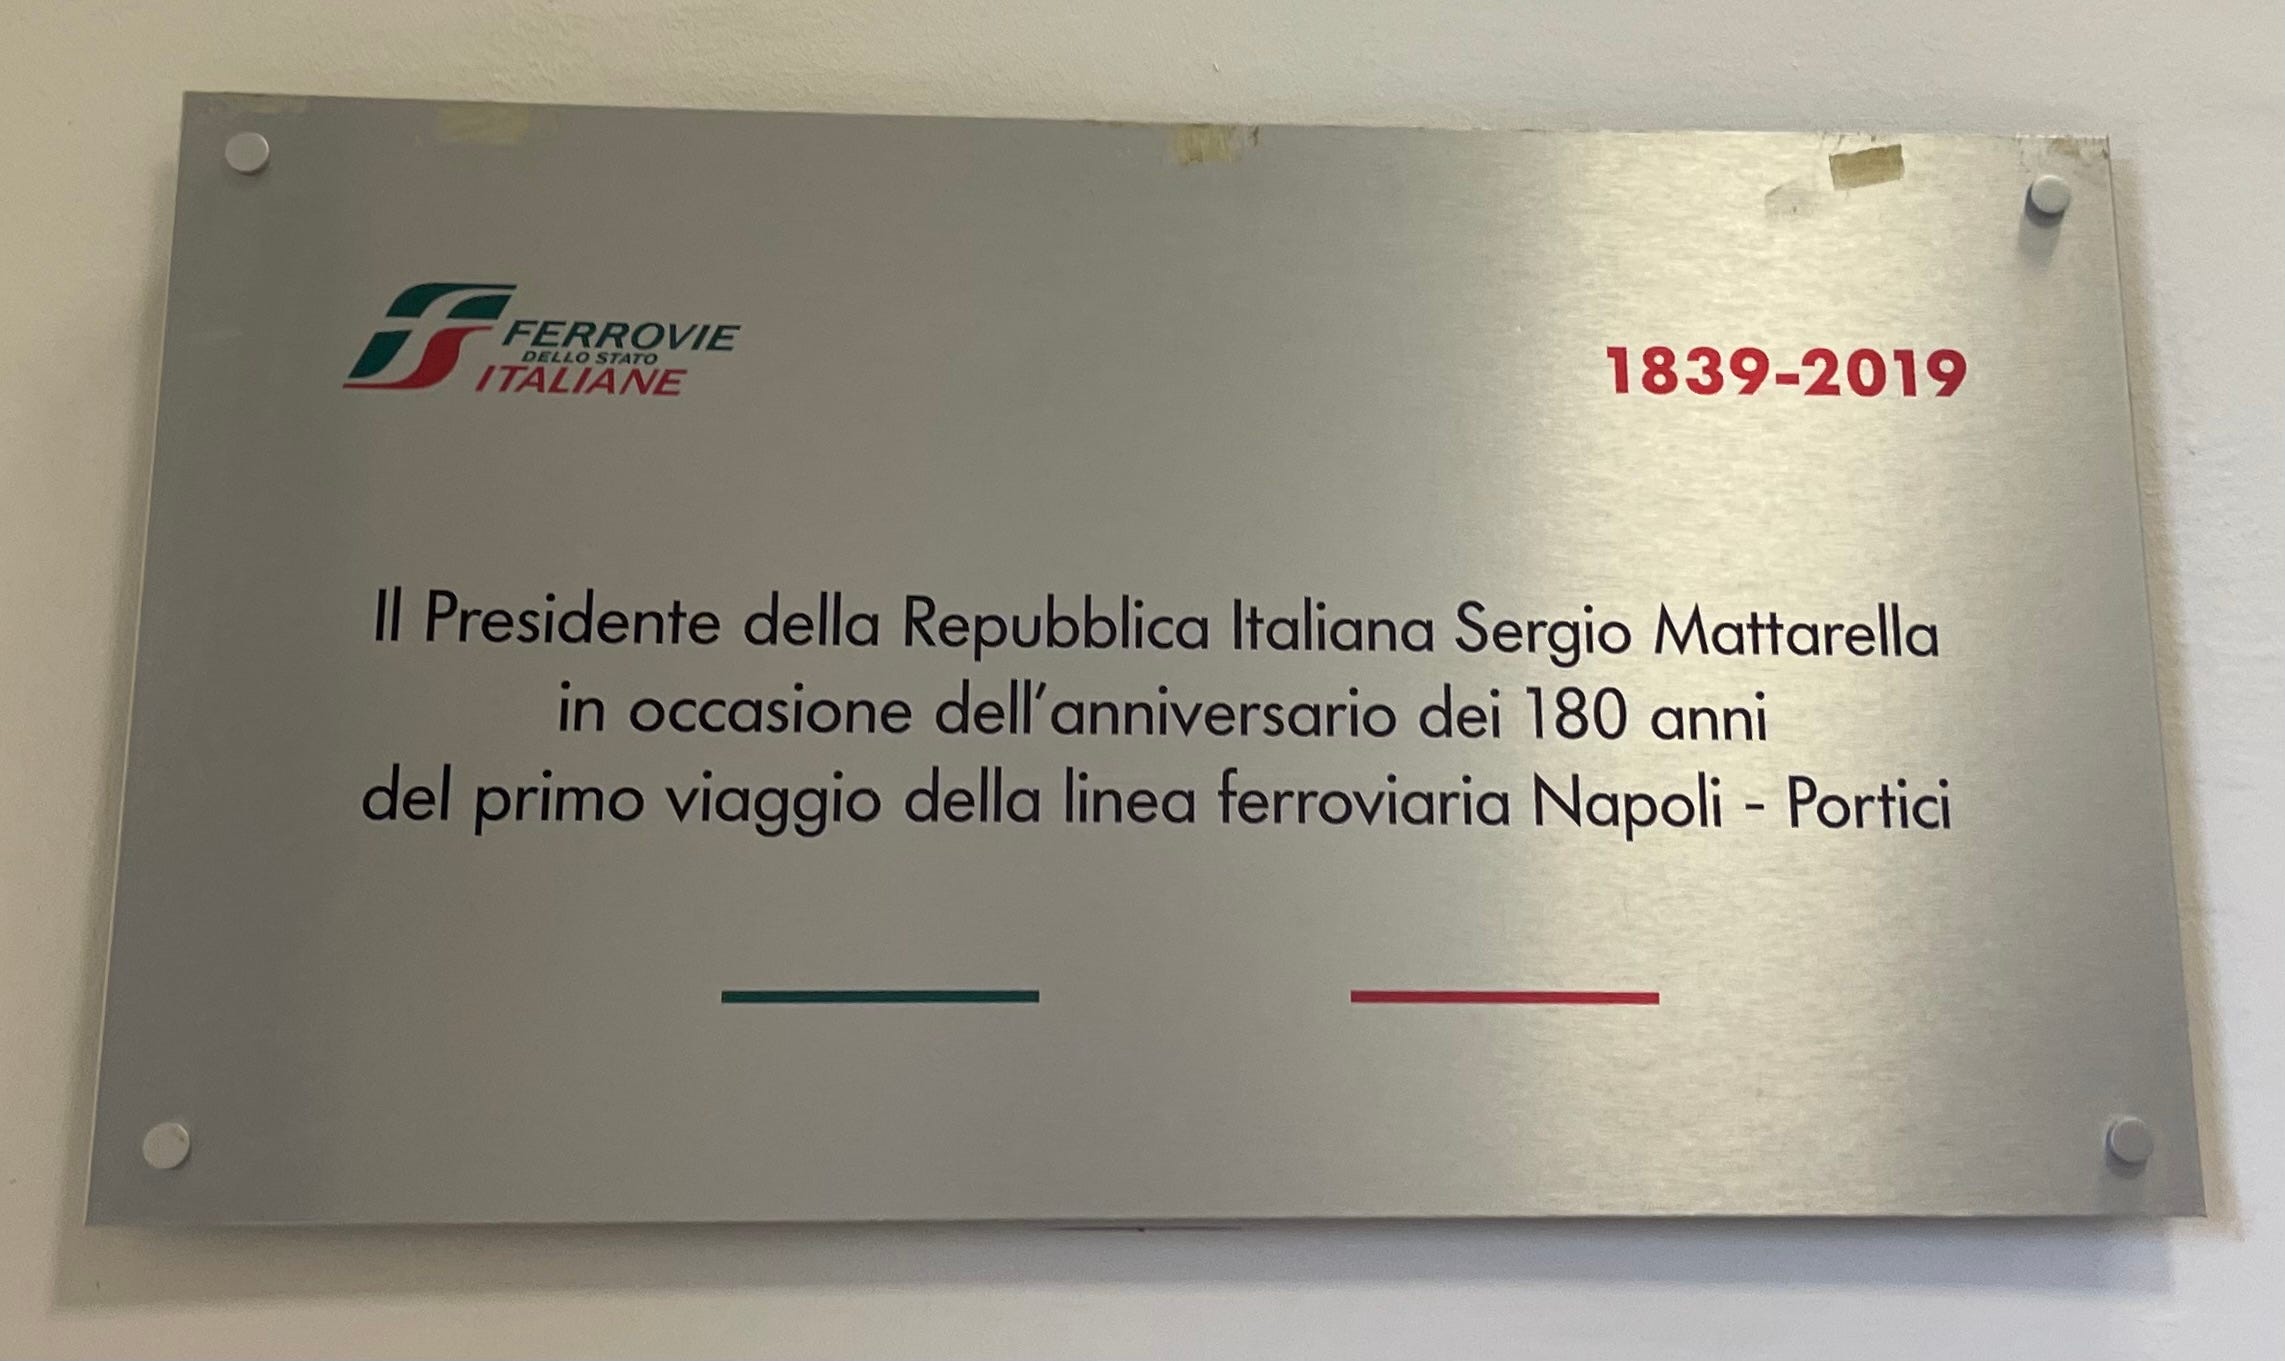 FERROVIE
DELLO STATO
ITALIANE
1839-2019
Il Presidente della Repubblica Italiana Sergio Mattarella
in occasione dell'anniversario dei 180 anni
del primo viaggio della linea ferroviaria Napoli - Portici